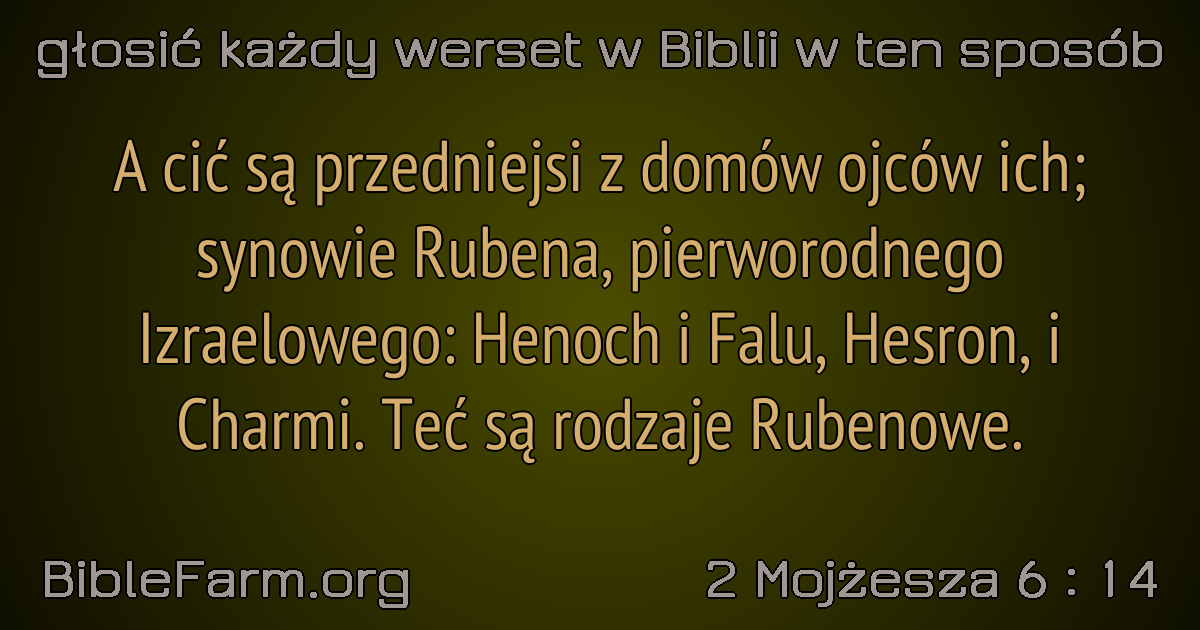 głosić każdy werset w Biblii w ten sposób
A cić są przedniejsi z domów ojców ich;
synowie Rubena, pierworodnego
Izraelowego: Henoch i Falu, Hesron, i
Charmi. Teć są rodzaje Rubenowe.
BibleFarm.org
2 Mojżesza 6 : 14